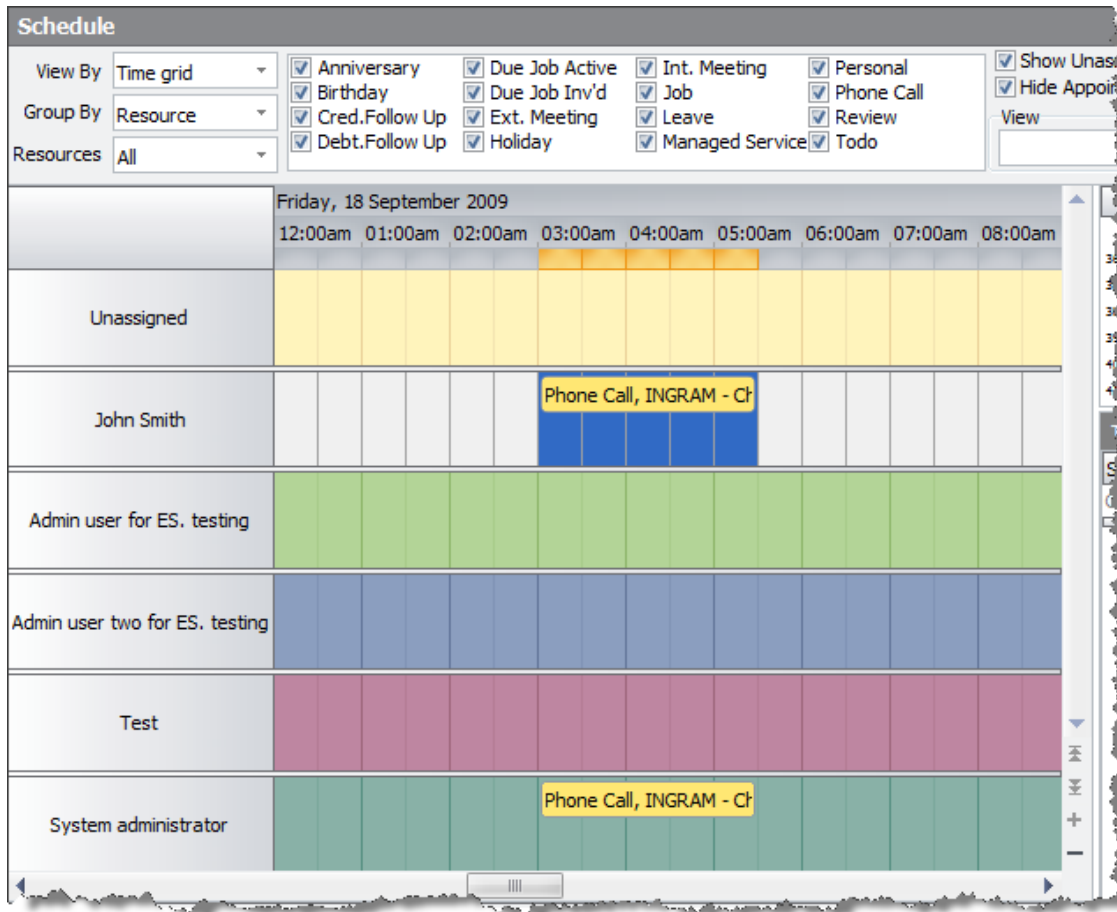 Schedule
View By Time grid
Group By Resource
Resources All
Anniversary Due Job Active Int. Meeting Personal
Birthday Due Job Inv'd Job Phone Call
Cred.Follow Up Ext. Meeting Leave Review
Debt.Follow Up Holiday Managed Service Todo
Show Unas
Hide Appoi
View
Friday, 18 September 2009
12:00am 01:00am 02:00am 03:00am 04:00am 05:00am 06:00am 07:00am 08:00am
Unassigned
John Smith
Phone Call, INGRAM - Ch
Admin user for ES. testing
Admin user two for ES. testing
Test
System administrator
Phone Call, INGRAM - Ch